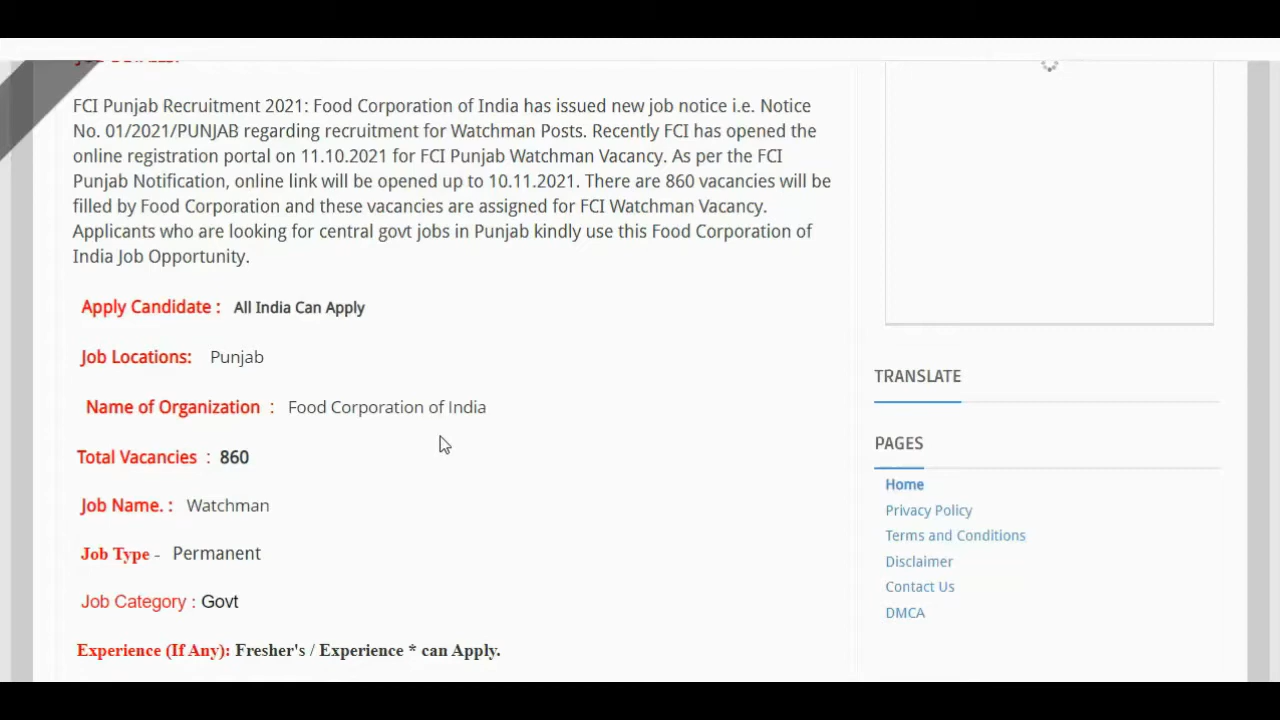 FCI Punjab Recruitment 2021: Food Corporation of India has issued new job notice i.e. Notice
No. 01/2021/PUNJAB regarding recruitment for Watchman Posts. Recently FCI has opened the
online registration portal on 11.10.2021 for FCI Punjab Watchman Vacancy. As per the FCI
Punjab Notification, online link will be opened up to 10.11.2021. There are 860 vacancies will be
filled by Food Corporation and these vacancies are assigned for FCI Watchman Vacancy.
Applicants who are looking for central govt jobs in Punjab kindly use this Food Corporation of
India Job Opportunity.
Apply Candidate : All India Can Apply
Job Locations: Punjab
Name of Organization : Food Corporation of India
Total Vacancies : 860
Job Name. : Watchman
Job Type - Permanent
Job Category : Govt
Experience (If Any): Fresher's / Experience * can Apply.
TRANSLATE
PAGES
Home
Privacy Policy
Terms and Conditions
Disclaimer
Contact Us
DMCA